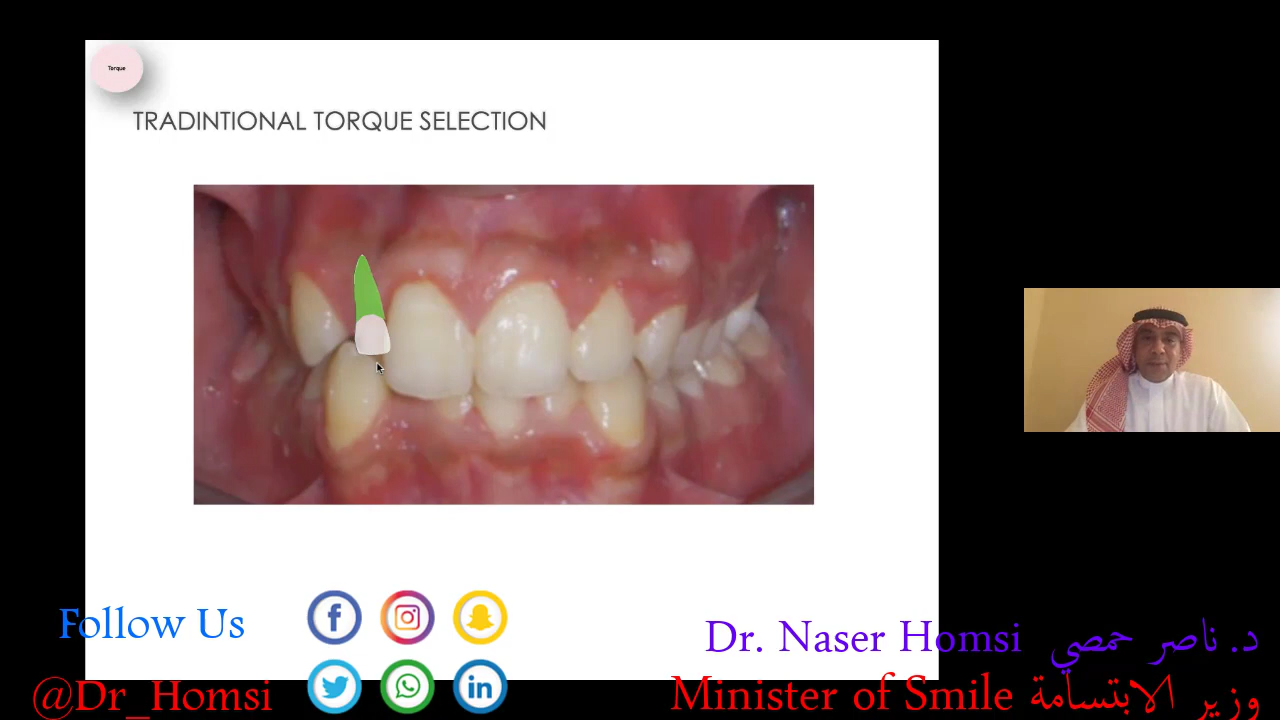 Torque
TRADINTIONAL TORQUE SELECTION
Follow Us
@Dr_Homsi
Dr. Naser Homsi د. ناصر حمصي
Minister of Smile وزير الابتسامة